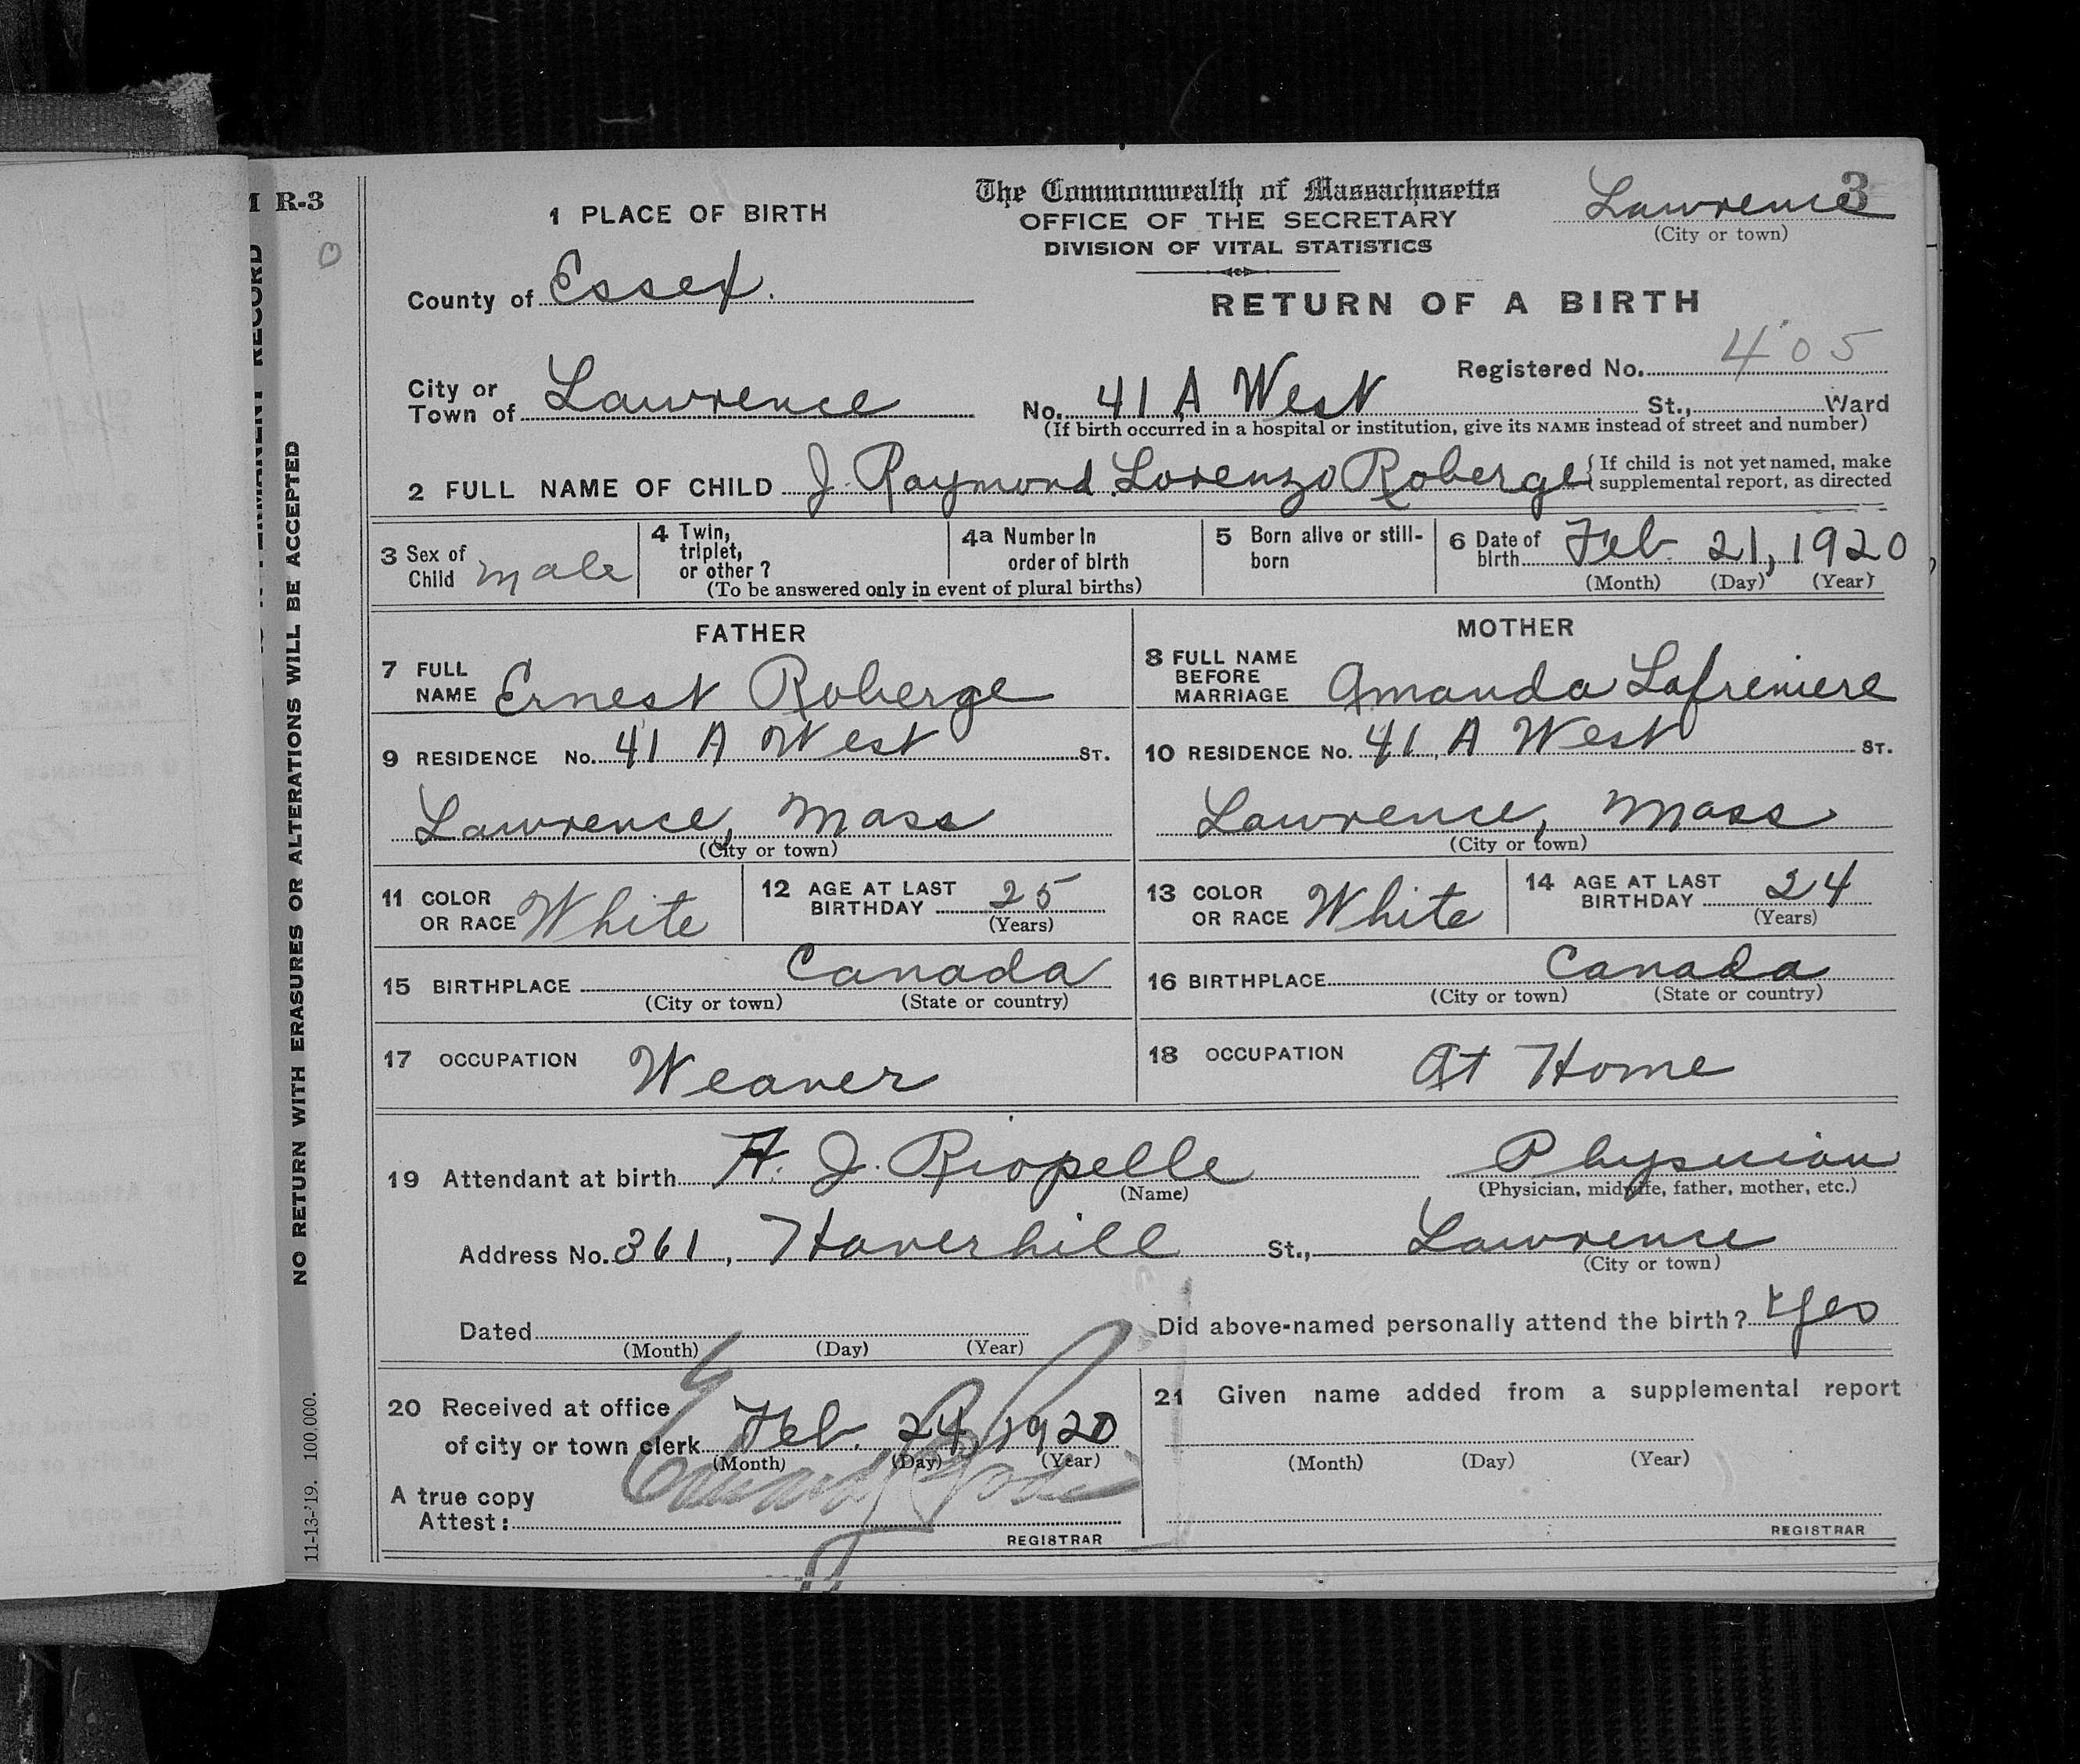 M R-3
PERMANENT RECORD
NO RETURN WITH ERASURES OR ALTERATIONS WILL BE ACCEPTED
11-13-'19. 100,000.
The Commonwealth of Massachusetts
OFFICE OF THE SECRETARY
DIVISION OF VITAL STATISTICS
Lawrence 3
(City or town)
1 PLACE OF BIRTH
County of Essex.
RETURN OF A BIRTH
Registered No. 405
City or Town of Lawrence
No. 41 A West St., Ward
(If birth occurred in a hospital or institution, give its NAME instead of street and number)
2 FULL NAME OF CHILD J. Raymond Lorenzo Roberge { If child is not yet named, make supplemental report, as directed
3 Sex of Child male
4 Twin, triplet, or other?
4a Number in order of birth
(To be answered only in event of plural births)
5 Born alive or still-born
6 Date of birth Feb. 21, 1920
(Month) (Day) (Year)
FATHER
MOTHER
7 FULL NAME Ernest Roberge
8 FULL NAME BEFORE MARRIAGE Amanda Lafreniere
9 RESIDENCE No. 41 A West ST.
10 RESIDENCE No. 41 A West ST.
Lawrence, Mass
(City or town)
Lawrence, Mass
(City or town)
11 COLOR OR RACE White
12 AGE AT LAST BIRTHDAY 25
(Years)
13 COLOR OR RACE White
14 AGE AT LAST BIRTHDAY 24
(Years)
15 BIRTHPLACE Canada
(City or town) (State or country)
16 BIRTHPLACE Canada
(City or town) (State or country)
17 OCCUPATION Weaver
18 OCCUPATION At Home
19 Attendant at birth A. J. Riopelle Physician
(Name) (Physician, midwife, father, mother, etc.)
Address No. 361, Haverhill St., Lawrence
(City or town)
Dated
(Month) (Day) (Year)
Did above-named personally attend the birth? Yes
20 Received at office of city or town clerk Feb. 24, 1920
(Month) (Day) (Year)
A true copy
Attest:
REGISTRAR
21 Given name added from a supplemental report
(Month) (Day) (Year)
REGISTRAR